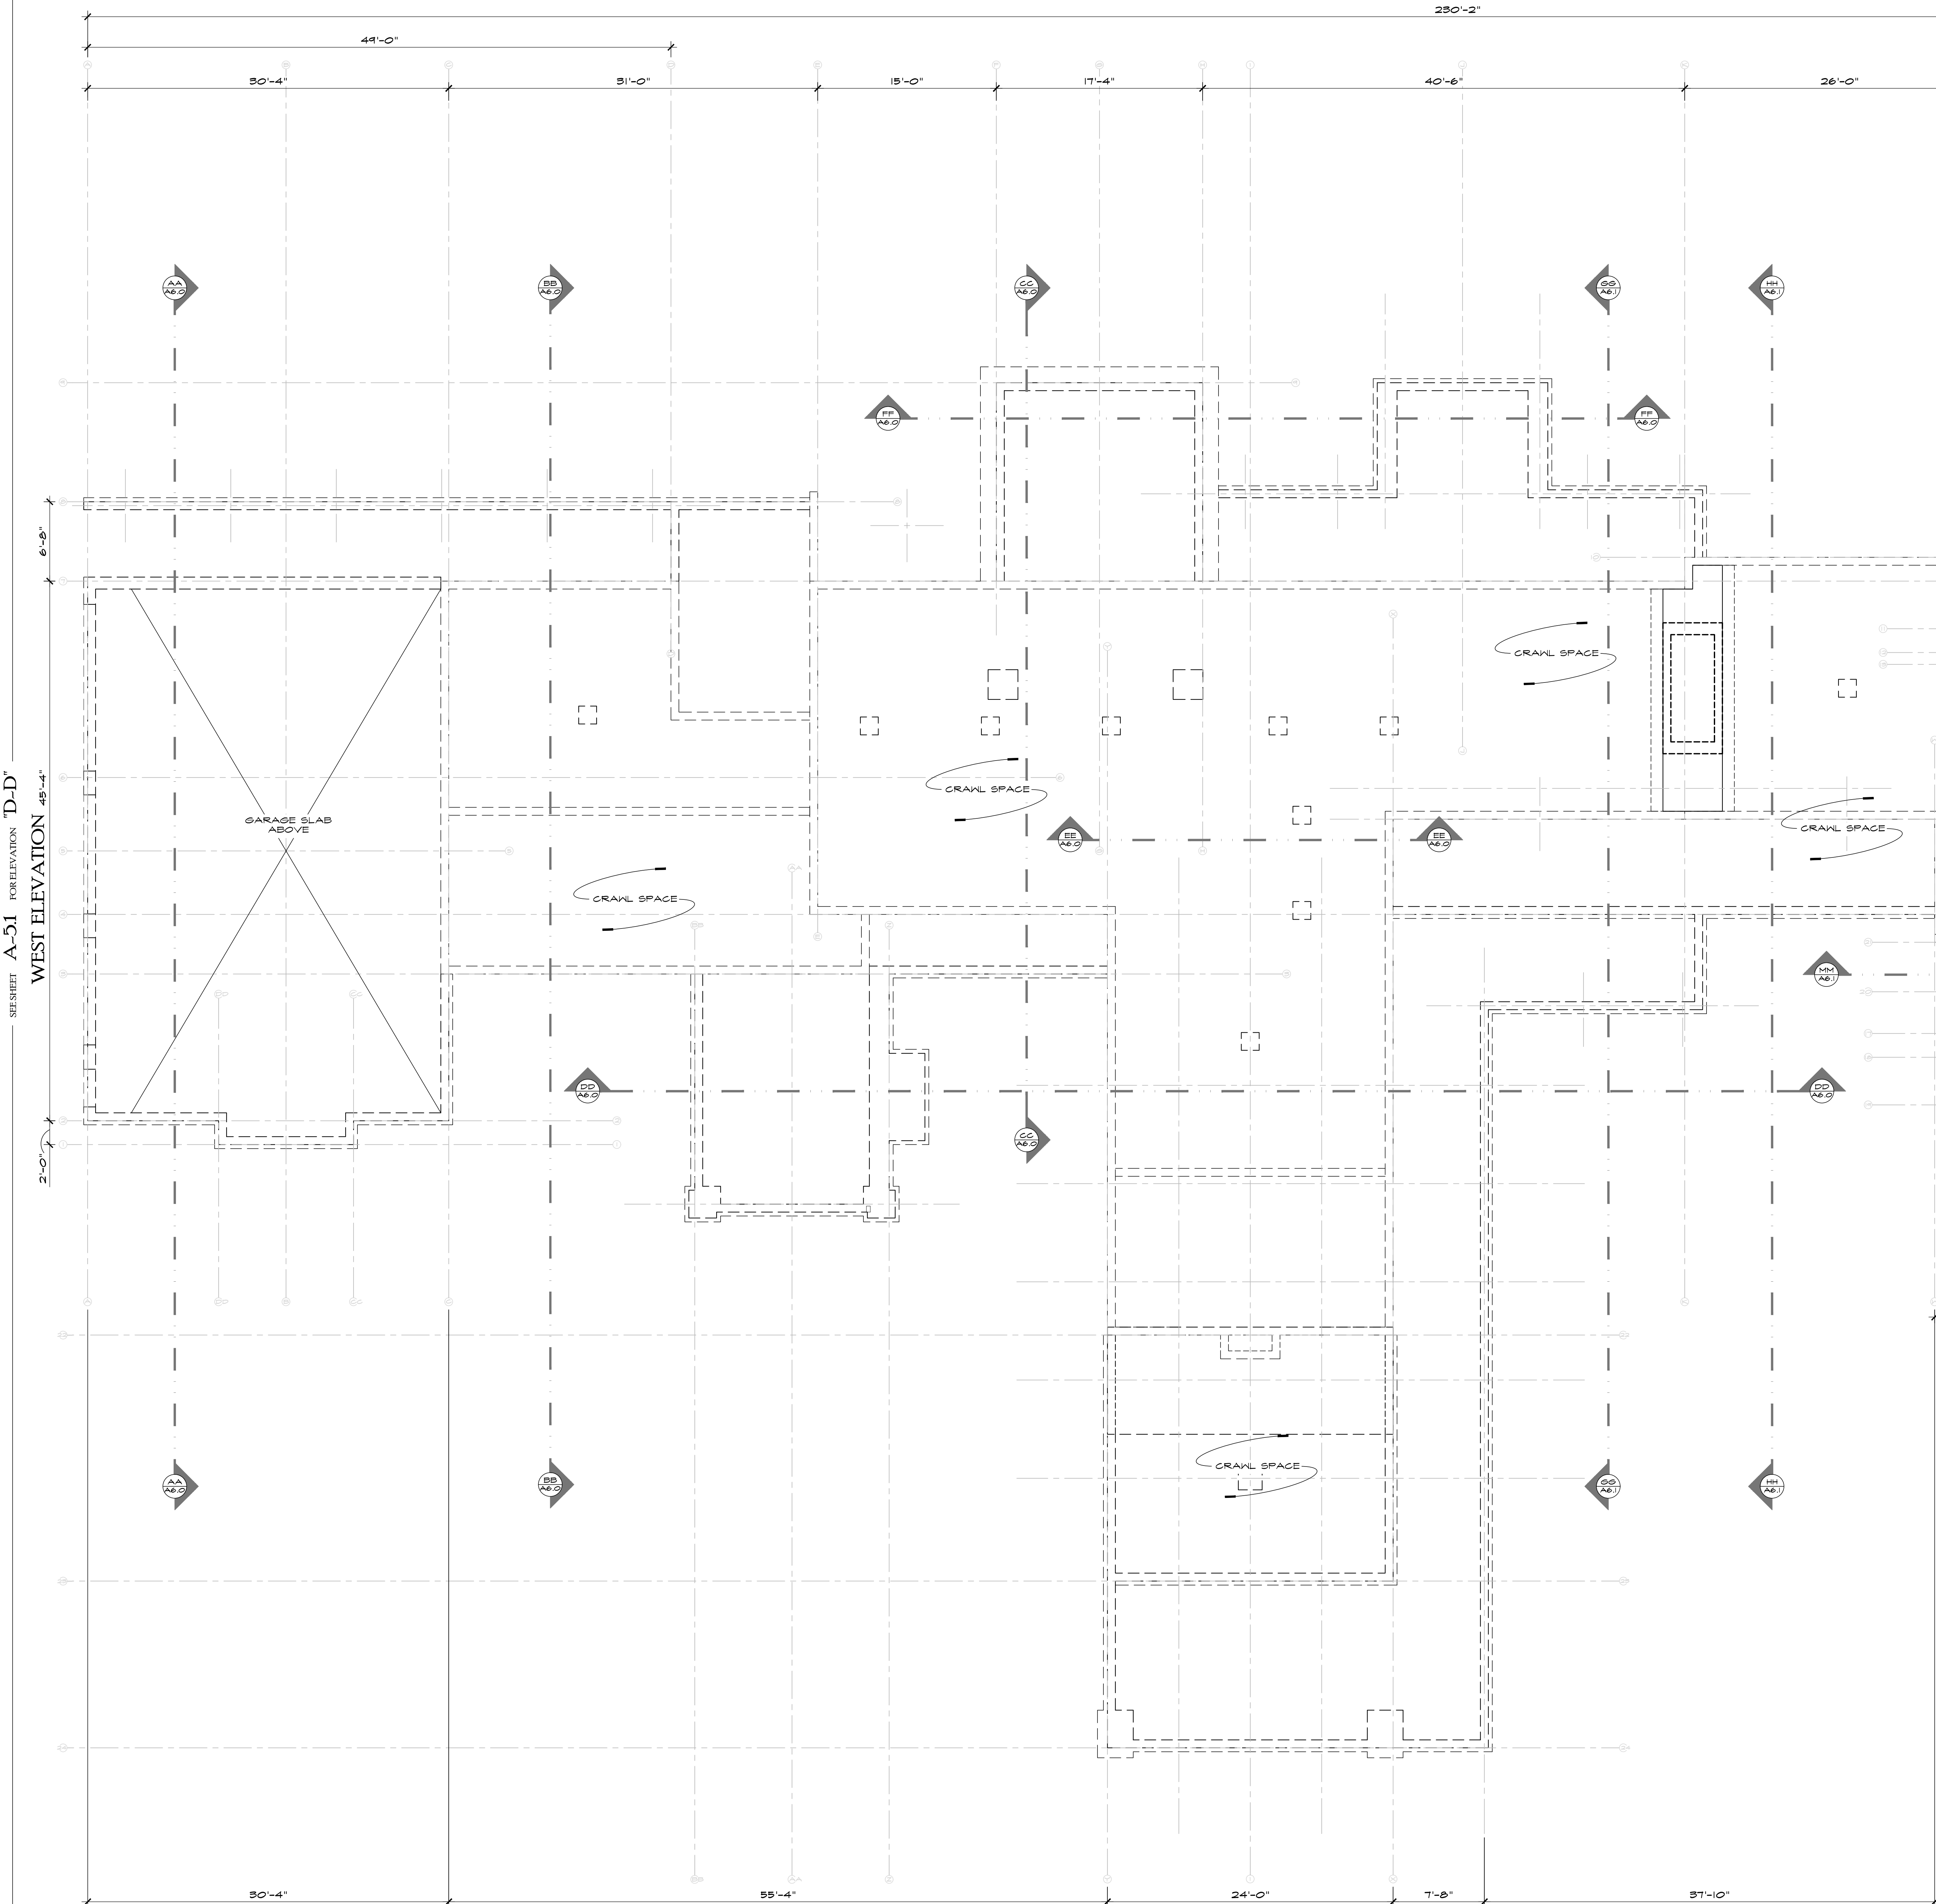 230'-2"
49'-0"
30'-4"
31'-0"
15'-0"
17'-4"
40'-6"
26'-0"
A
B
C
D
E
F
G
H
I
J
K
AA
A6.0
BB
A6.0
CC
A6.0
GG
A6.1
HH
A6.1
FF
A6.0
FF
A6.0
6'-8"
CRAWL SPACE
CRAWL SPACE
CRAWL SPACE
GARAGE SLAB
ABOVE
EE
A6.0
EE
A6.0
CRAWL SPACE
SEE SHEET A-5.1 FOR ELEVATION "D-D"
WEST ELEVATION
45'-4"
MM
A6.1
DD
A6.0
DD
A6.0
CC
A6.0
2'-0"
CRAWL SPACE
AA
A6.0
BB
A6.0
GG
A6.1
HH
A6.1
30'-4"
55'-4"
24'-0"
7'-8"
37'-10"